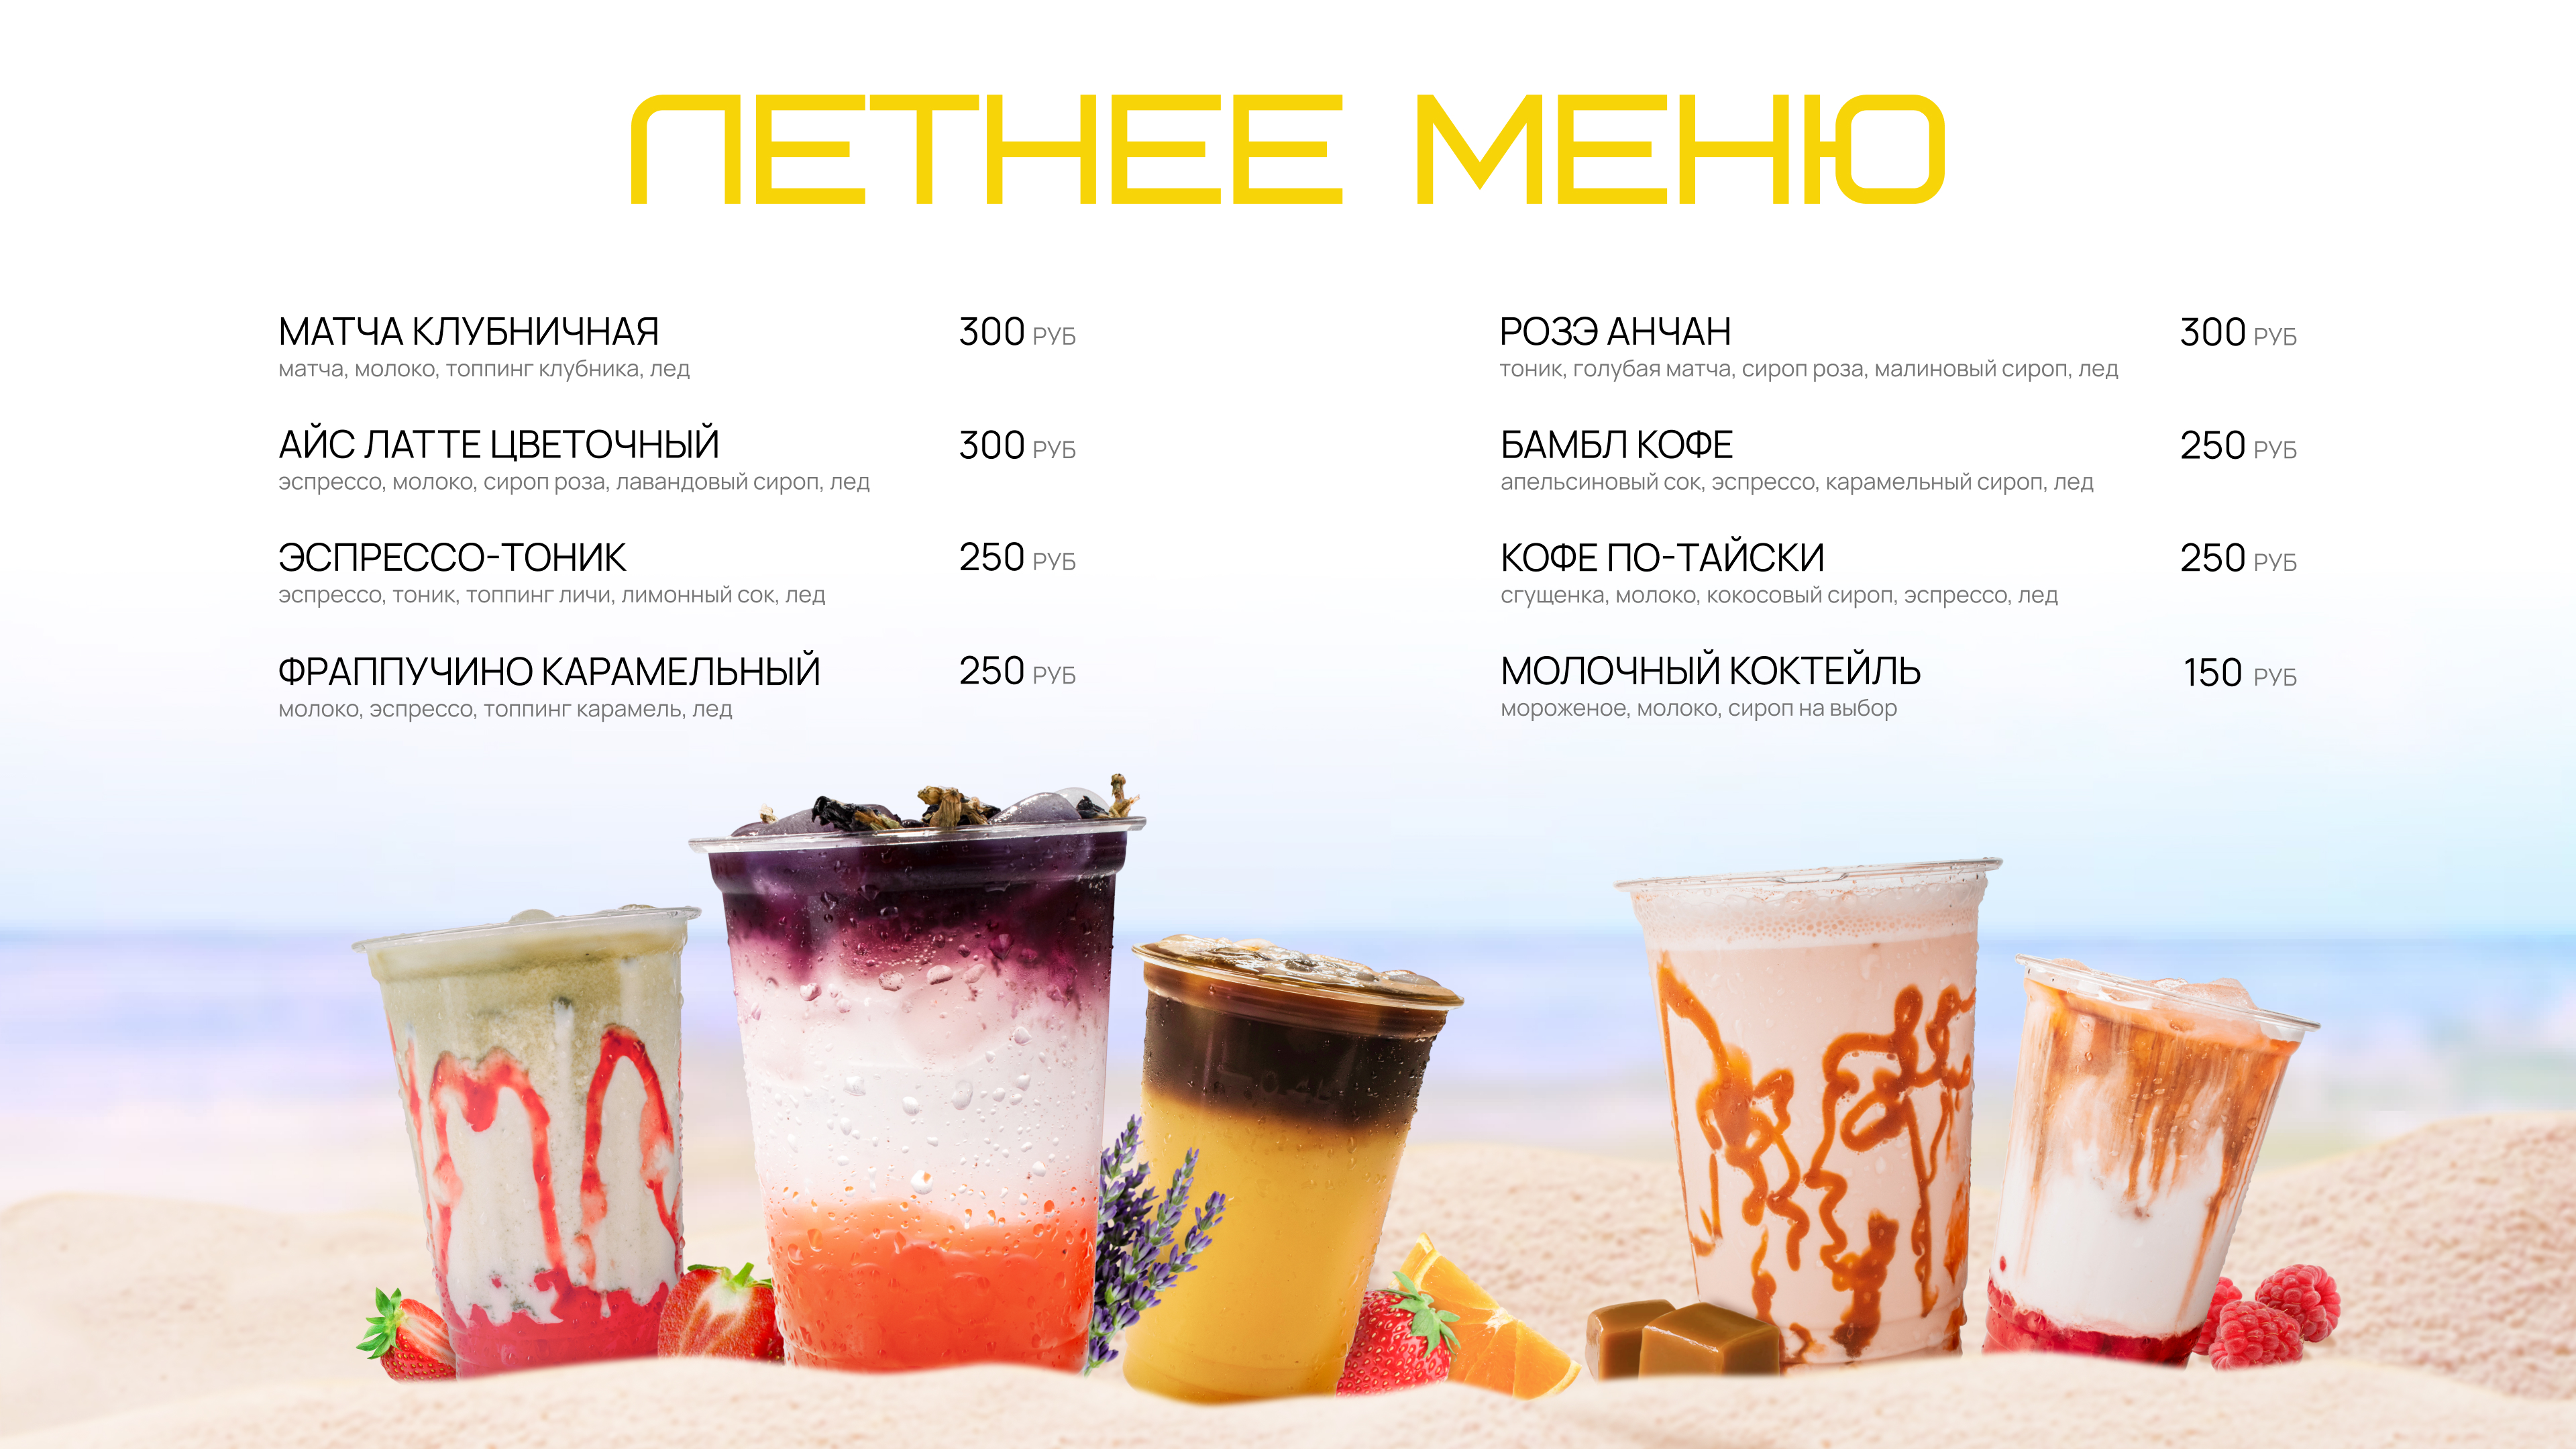 ЛЕТНЕЕ МЕНЮ
МАТЧА КЛУБНИЧНАЯ 300 РУБ
матча, молоко, топпинг клубника, лед
АЙС ЛАТТЕ ЦВЕТОЧНЫЙ 300 РУБ
эспрессо, молоко, сироп роза, лавандовый сироп, лед
ЭСПРЕССО-ТОНИК 250 РУБ
эспрессо, тоник, топпинг личи, лимонный сок, лед
ФРАППУЧИНО КАРАМЕЛЬНЫЙ 250 РУБ
молоко, эспрессо, топпинг карамель, лед
РОЗЭ АНЧАН 300 РУБ
тоник, голубая матча, сироп роза, малиновый сироп, лед
БАМБЛ КОФЕ 250 РУБ
апельсиновый сок, эспрессо, карамельный сироп, лед
КОФЕ ПО-ТАЙСКИ 250 РУБ
сгущенка, молоко, кокосовый сироп, эспрессо, лед
МОЛОЧНЫЙ КОКТЕЙЛЬ 150 РУБ
мороженое, молоко, сироп на выбор